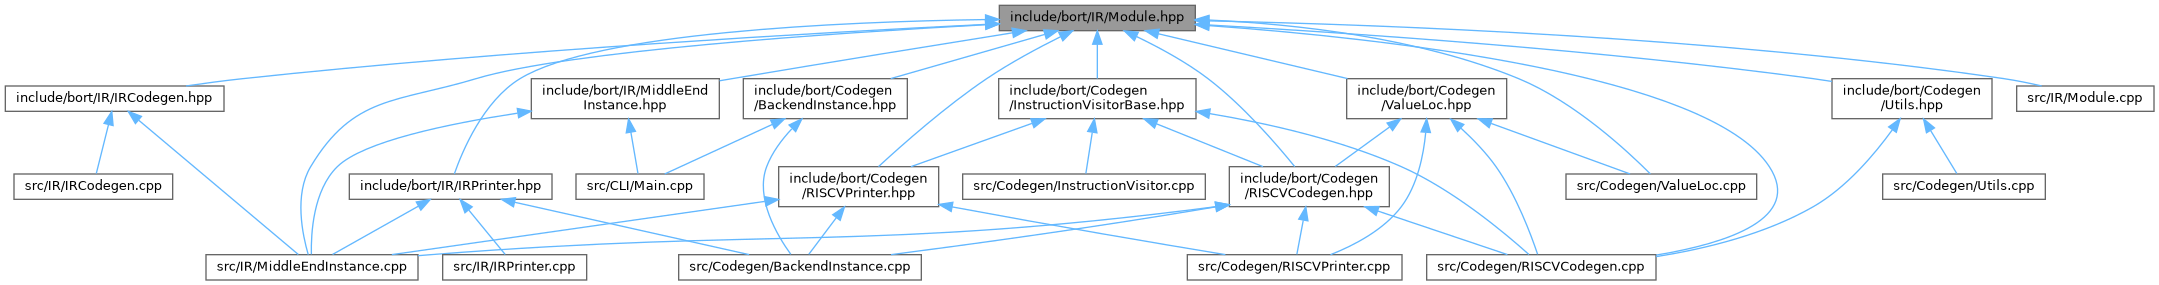 include/bort/IR/Module.hpp
include/bort/IR/IRCodegen.hpp
include/bort/IR/MiddleEnd
Instance.hpp
include/bort/Codegen
/BackendInstance.hpp
include/bort/Codegen
/InstructionVisitorBase.hpp
include/bort/Codegen
/ValueLoc.hpp
include/bort/Codegen
/Utils.hpp
src/IR/Module.cpp
src/IR/IRCodegen.cpp
include/bort/IR/IRPrinter.hpp
src/CLI/Main.cpp
include/bort/Codegen
/RISCVPrinter.hpp
src/Codegen/InstructionVisitor.cpp
include/bort/Codegen
/RISCVCodegen.hpp
src/Codegen/ValueLoc.cpp
src/Codegen/Utils.cpp
src/IR/MiddleEndInstance.cpp
src/IR/IRPrinter.cpp
src/Codegen/BackendInstance.cpp
src/Codegen/RISCVPrinter.cpp
src/Codegen/RISCVCodegen.cpp